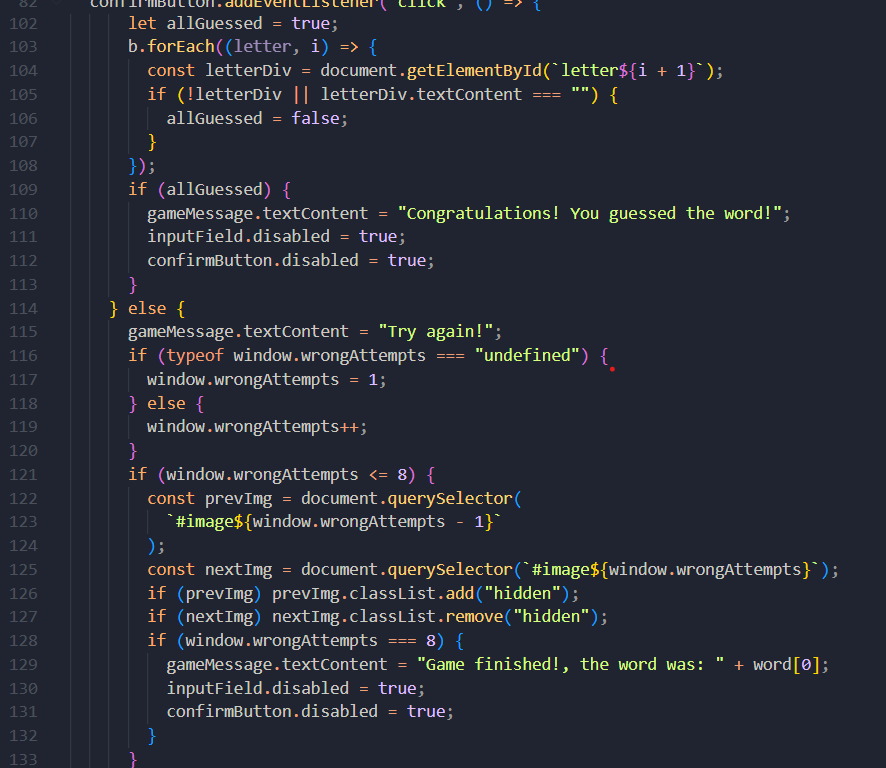 82 confirmButton.addEventListener("click", () => {
102 let allGuessed = true;
103 b.forEach((letter, i) => {
104 const letterDiv = document.getElementById(`letter${i + 1}`);
105 if (!letterDiv || letterDiv.textContent === "") {
106 allGuessed = false;
107 }
108 });
109 if (allGuessed) {
110 gameMessage.textContent = "Congratulations! You guessed the word!";
111 inputField.disabled = true;
112 confirmButton.disabled = true;
113 }
114 } else {
115 gameMessage.textContent = "Try again!";
116 if (typeof window.wrongAttempts === "undefined") {
117 window.wrongAttempts = 1;
118 } else {
119 window.wrongAttempts++;
120 }
121 if (window.wrongAttempts <= 8) {
122 const prevImg = document.querySelector(
123 `#image${window.wrongAttempts - 1}`
124 );
125 const nextImg = document.querySelector(`#image${window.wrongAttempts}`);
126 if (prevImg) prevImg.classList.add("hidden");
127 if (nextImg) nextImg.classList.remove("hidden");
128 if (window.wrongAttempts === 8) {
129 gameMessage.textContent = "Game finished!, the word was: " + word[0];
130 inputField.disabled = true;
131 confirmButton.disabled = true;
132 }
133 }